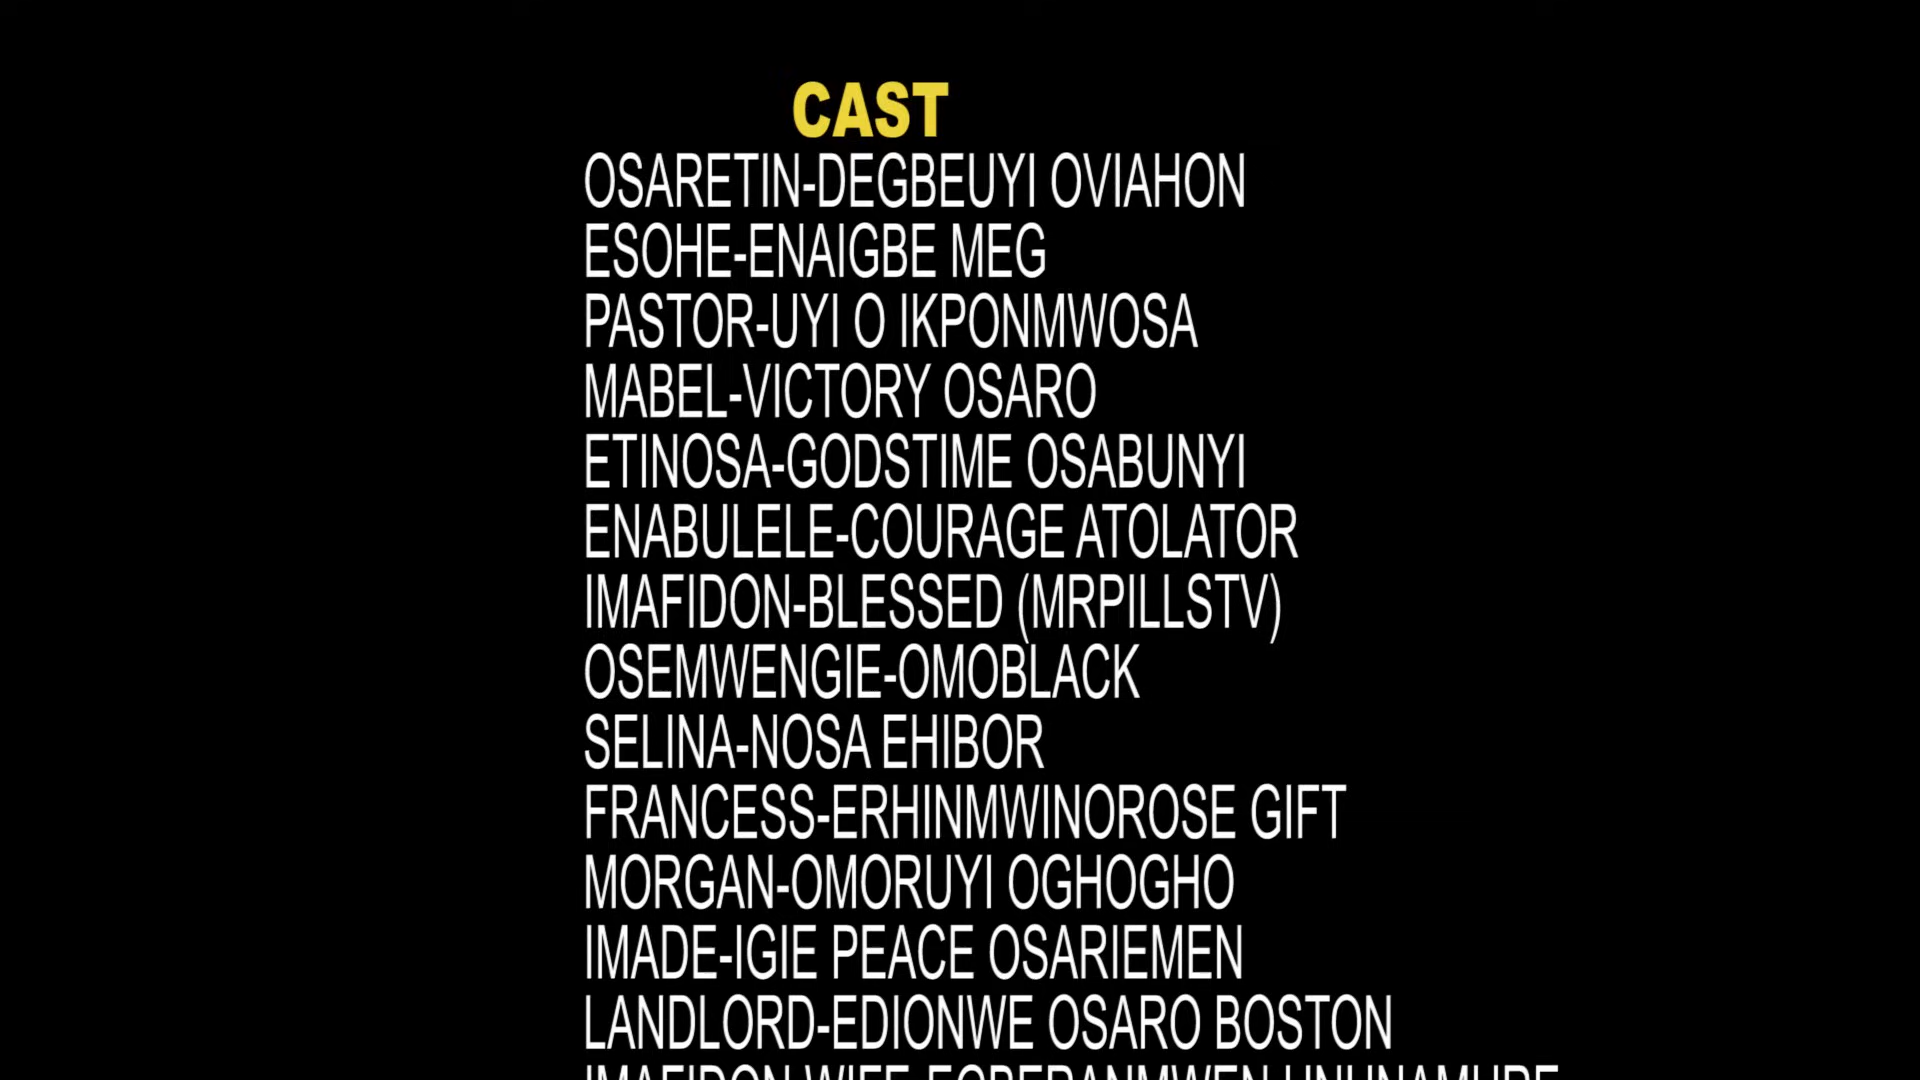 CAST
OSARETIN-DEGBEUYI OVIAHON
ESOHE-ENAIGBE MEG
PASTOR-UYI O IKPONMWOSA
MABEL-VICTORY OSARO
ETINOSA-GODSTIME OSABUNYI
ENABULELE-COURAGE ATOLATOR
IMAFIDON-BLESSED (MRPILLSTV)
OSEMWENGIE-OMOBLACK
SELINA-NOSA EHIBOR
FRANCESS-ERHINMWINOROSE GIFT
MORGAN-OMORUYI OGHOGHO
IMADE-IGIE PEACE OSARIEMEN
LANDLORD-EDIONWE OSARO BOSTON
IMAFIDON WIFE-